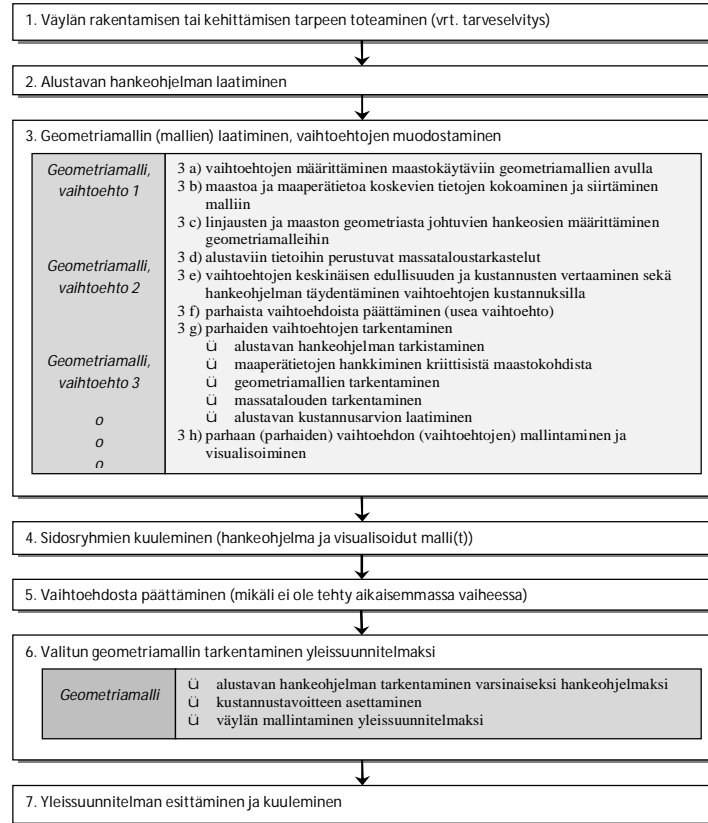 1. Väylän rakentamisen tai kehittämisen tarpeen toteaminen (vrt. tarveselvitys)
2. Alustavan hankeohjelman laatiminen
3. Geometriamallin (mallien) laatiminen, vaihtoehtojen muodostaminen
Geometriamalli,
vaihtoehto 1
Geometriamalli,
vaihtoehto 2
Geometriamalli,
vaihtoehto 3
o
o
o
3 a) vaihtoehtojen määrittäminen maastokäytäviin geometriamallien avulla
3 b) maastoa ja maaperätietoa koskevien tietojen kokoaminen ja siirtäminen
malliin
3 c) linjausten ja maaston geometriasta johtuvien hankeosien määrittäminen
geometriamalleihin
3 d) alustaviin tietoihin perustuvat massataloustarkastelut
3 e) vaihtoehtojen keskinäisen edullisuuden ja kustannusten vertaaminen sekä
hankeohjelman täydentäminen vaihtoehtojen kustannuksilla
3 f) parhaista vaihtoehdoista päättäminen (usea vaihtoehto)
3 g) parhaiden vaihtoehtojen tarkentaminen
ü alustavan hankeohjelman tarkistaminen
ü maaperätietojen hankkiminen kriittisistä maastokohdista
ü geometriamallien tarkentaminen
ü massatalouden tarkentaminen
ü alustavan kustannusarvion laatiminen
3 h) parhaan (parhaiden) vaihtoehdon (vaihtoehtojen) mallintaminen ja
visualisoiminen
4. Sidosryhmien kuuleminen (hankeohjelma ja visualisoidut malli(t))
5. Vaihtoehdosta päättäminen (mikäli ei ole tehty aikaisemmassa vaiheessa)
6. Valitun geometriamallin tarkentaminen yleissuunnitelmaksi
Geometriamalli
ü alustavan hankeohjelman tarkentaminen varsinaiseksi hankeohjelmaksi
ü kustannustavoitteen asettaminen
ü väylän mallintaminen yleissuunnitelmaksi
7. Yleissuunnitelman esittäminen ja kuuleminen